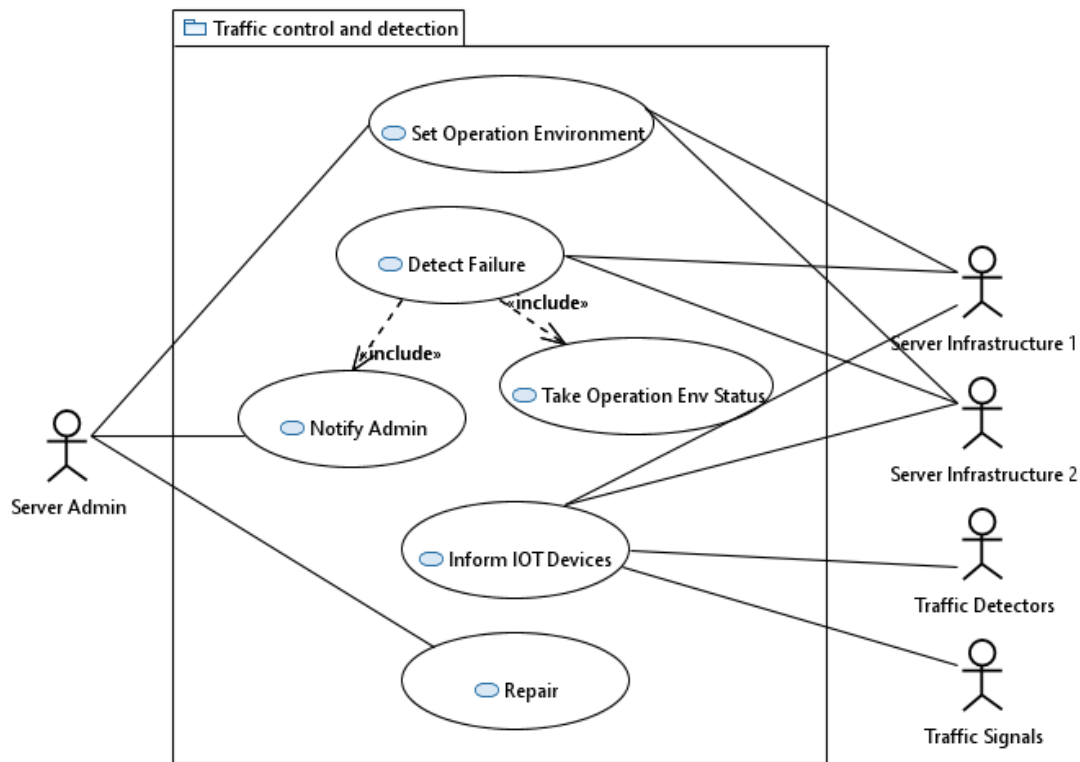 Traffic control and detection
Set Operation Environment
Detect Failure
«include»
«include»
Server Infrastructure 1
Take Operation Env Status
Notify Admin
Server Infrastructure 2
Server Admin
Inform IOT Devices
Traffic Detectors
Repair
Traffic Signals